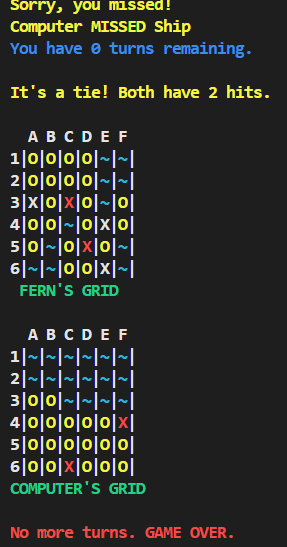 Sorry, you missed!
Computer MISSED Ship
You have 0 turns remaining.
It's a tie! Both have 2 hits.
A B C D E F
1|O|O|O|O|~|~|
2|O|O|O|O|~|~|
3|X|O|X|O|~|O|
4|O|O|~|O|X|O|
5|O|~|O|X|O|~|
6|~|~|O|O|X|~|
FERN'S GRID
A B C D E F
1|~|~|~|~|~|~|
2|~|~|~|~|~|~|
3|O|O|~|~|~|~|
4|O|O|O|O|O|X|
5|O|O|O|O|O|O|
6|O|O|X|O|O|O|
COMPUTER'S GRID
No more turns. GAME OVER.